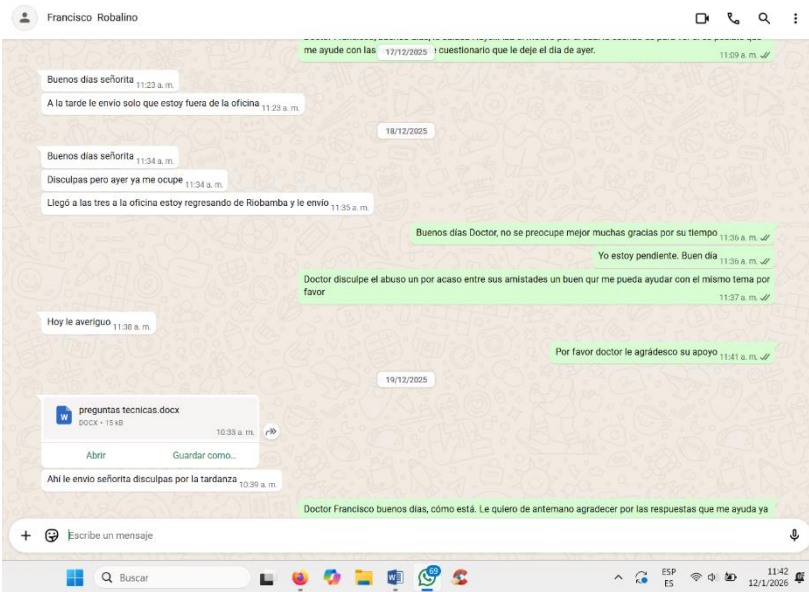 Francisco Robalino
me ayude con las
17/12/2025
cuestionario que le deje el dia de ayer.
11:09 a. m.
Buenos días señorita 11:23 a. m.
A la tarde le envío solo que estoy fuera de la oficina 11:23 a. m.
18/12/2025
Buenos días señorita 11:34 a. m.
Disculpas pero ayer ya me ocupe 11:34 a. m.
Llegó a las tres a la oficina estoy regresando de Riobamba y le envío 11:35 a. m.
Buenos días Doctor, no se preocupe mejor muchas gracias por su tiempo 11:36 a. m.
Yo estoy pendiente. Buen dia 11:36 a. m.
Doctor disculpe el abuso un por acaso entre sus amistades un buen qur me pueda ayudar con el mismo tema por
favor
11:37 a. m.
Hoy le averiguo 11:38 a. m.
Por favor doctor le agrádesco su apoyo 11:41 a. m.
19/12/2025
preguntas tecnicas.docx
DOCX • 15 kB
10:33 a. m.
Abrir Guardar como...
Ahí le envio señorita disculpas por la tardanza 10:39 a. m.
Doctor Francisco buenos días, cómo está. Le quiero de antemano agradecer por las respuestas que me ayuda ya
Escribe un mensaje
Buscar
69
ESP
ES
11:42
12/1/2026